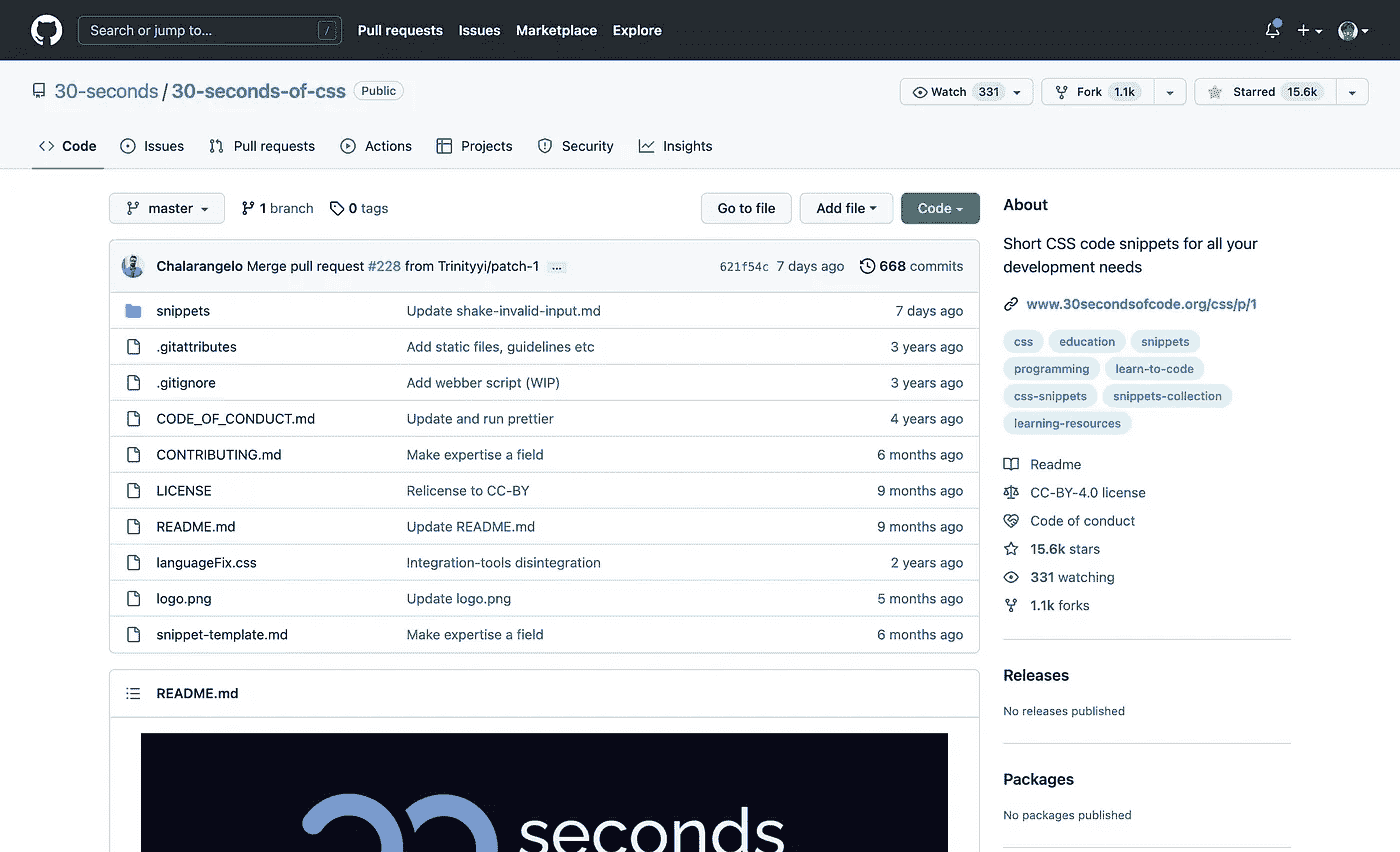 Search or jump to... /
Pull requests Issues Marketplace Explore
30-seconds / 30-seconds-of-css Public
Watch 331 Fork 1.1k Starred 15.6k
Code Issues Pull requests Actions Projects Security Insights
master 1 branch 0 tags Go to file Add file Code
Chalarangelo Merge pull request #228 from Trinityyi/patch-1 ... 621f54c 7 days ago 668 commits
snippets Update shake-invalid-input.md 7 days ago
.gitattributes Add static files, guidelines etc 3 years ago
.gitignore Add webber script (WIP) 3 years ago
CODE_OF_CONDUCT.md Update and run prettier 4 years ago
CONTRIBUTING.md Make expertise a field 6 months ago
LICENSE Relicense to CC-BY 9 months ago
README.md Update README.md 9 months ago
languageFix.css Integration-tools disintegration 2 years ago
logo.png Update logo.png 5 months ago
snippet-template.md Make expertise a field 6 months ago
README.md
30 seconds
About
Short CSS code snippets for all your
development needs
www.30secondsofcode.org/css/p/1
css education snippets
programming learn-to-code
css-snippets snippets-collection
learning-resources
Readme
CC-BY-4.0 license
Code of conduct
15.6k stars
331 watching
1.1k forks
Releases
No releases published
Packages
No packages published